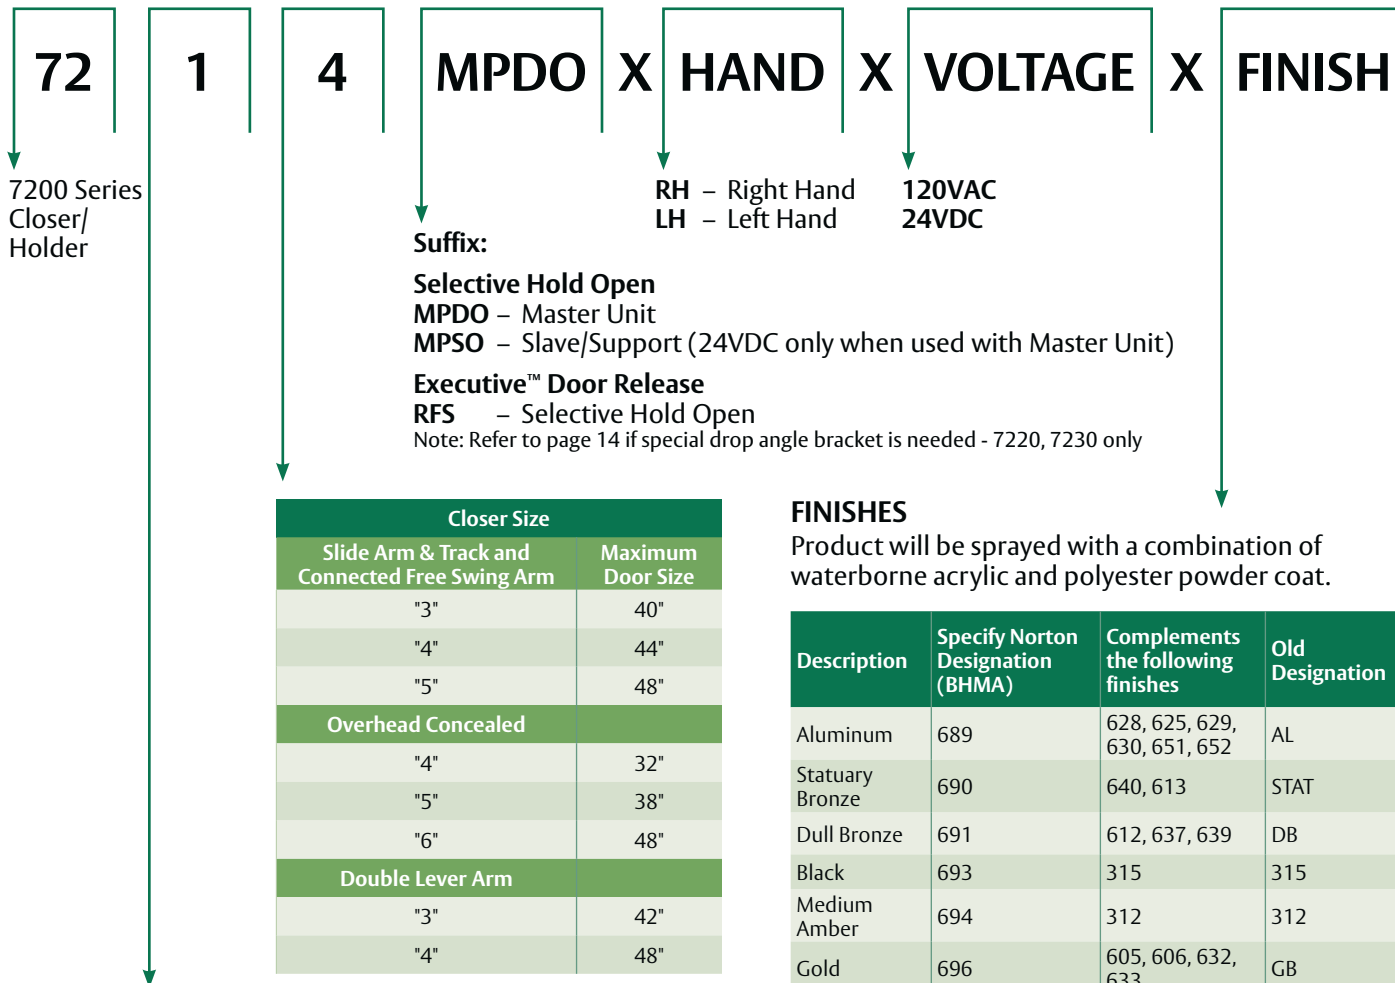 72 1 4 MPDO X HAND X VOLTAGE X FINISH
7200 Series
Closer/
Holder
RH – Right Hand
LH – Left Hand
120VAC
24VDC
Suffix:
Selective Hold Open
MPDO – Master Unit
MPSO – Slave/Support (24VDC only when used with Master Unit)
Executive™ Door Release
RFS – Selective Hold Open
Note: Refer to page 14 if special drop angle bracket is needed - 7220, 7230 only
Closer Size
Slide Arm & Track and
Connected Free Swing Arm
Maximum
Door Size
"3" 40"
"4" 44"
"5" 48"
Overhead Concealed
"4" 32"
"5" 38"
"6" 48"
Double Lever Arm
"3" 42"
"4" 48"
FINISHES
Product will be sprayed with a combination of
waterborne acrylic and polyester powder coat.
Description
Specify Norton
Designation
(BHMA)
Complements
the following
finishes
Old
Designation
Aluminum 689 628, 625, 629,
630, 651, 652 AL
Statuary
Bronze 690 640, 613 STAT
Dull Bronze 691 612, 637, 639 DB
Black 693 315 315
Medium
Amber 694 312 312
Gold 696 605, 606, 632,
633 GB